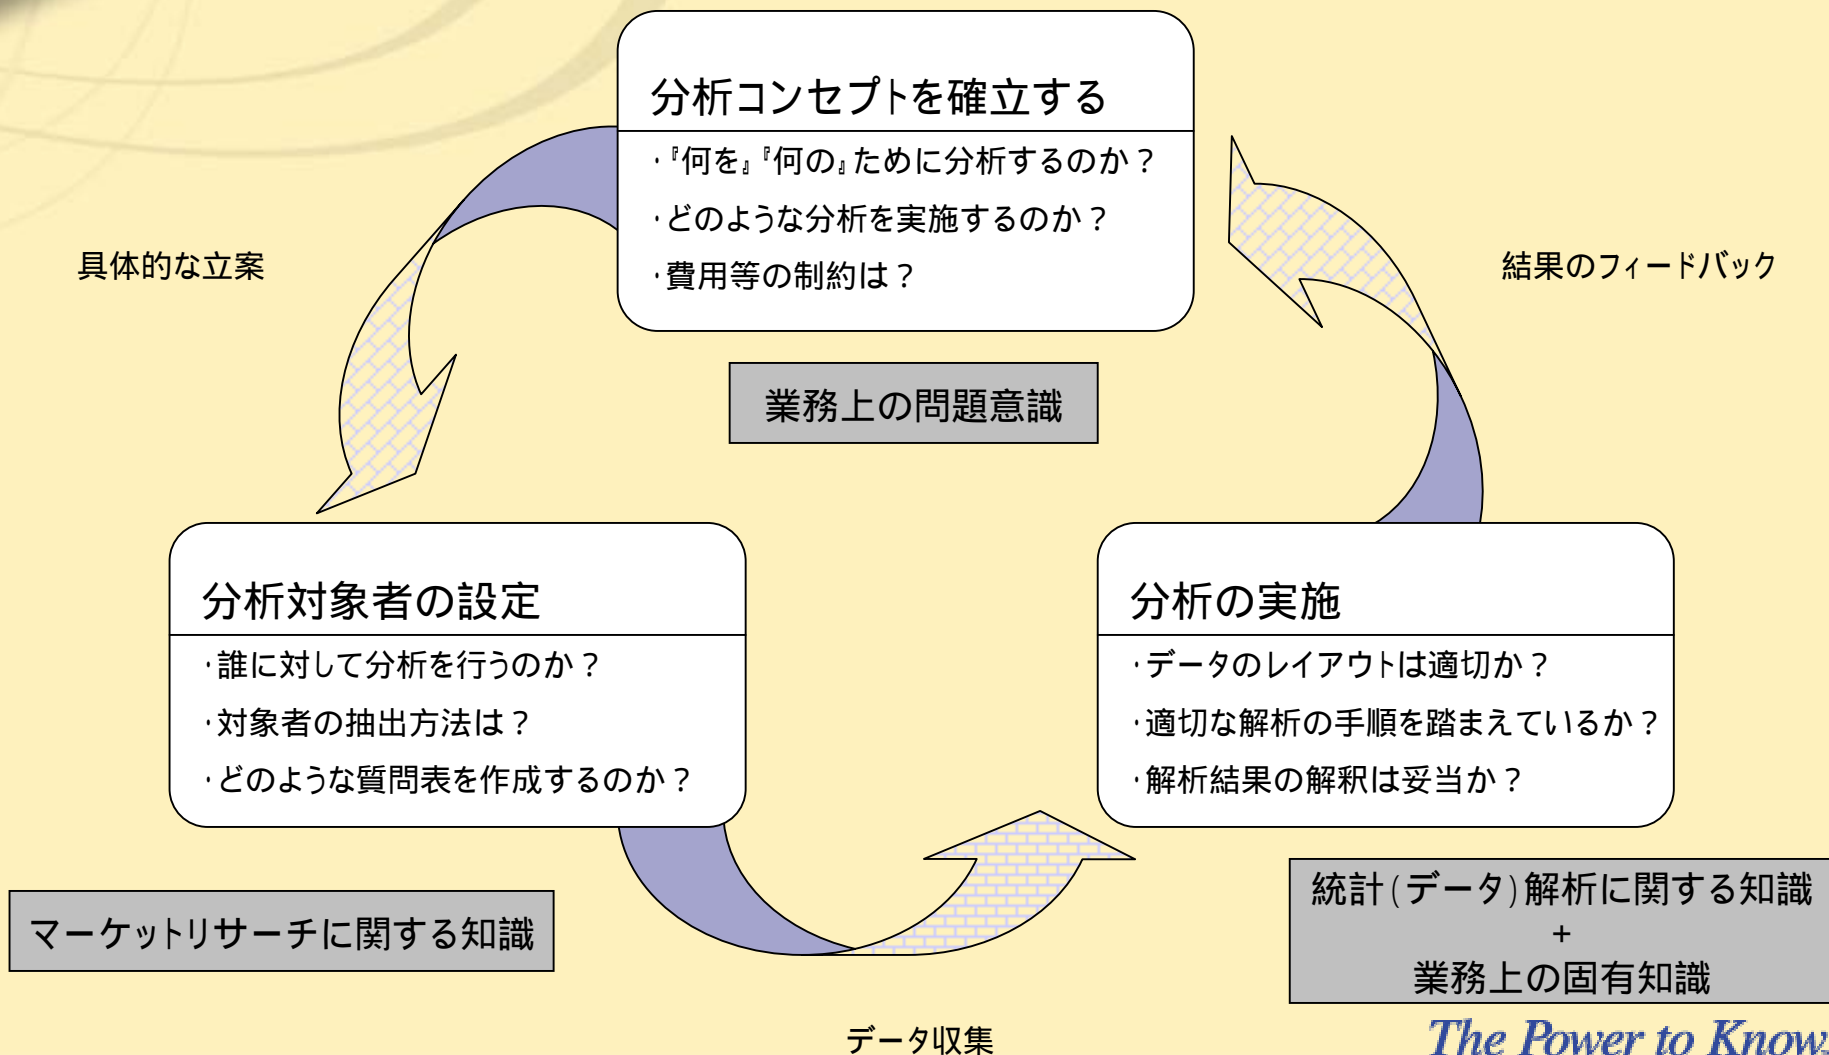 分析コンセプトを確立する
・『何を』『何の』ために分析するのか？
・どのような分析を実施するのか？
・費用等の制約は？
具体的な立案
結果のフィードバック
業務上の問題意識
分析対象者の設定
・誰に対して分析を行うのか？
・対象者の抽出方法は？
・どのような質問表を作成するのか？
分析の実施
・データのレイアウトは適切か？
・適切な解析の手順を踏まえているか？
・解析結果の解釈は妥当か？
マーケットリサーチに関する知識
統計(データ)解析に関する知識
+
業務上の固有知識
データ収集
The Power to Know.